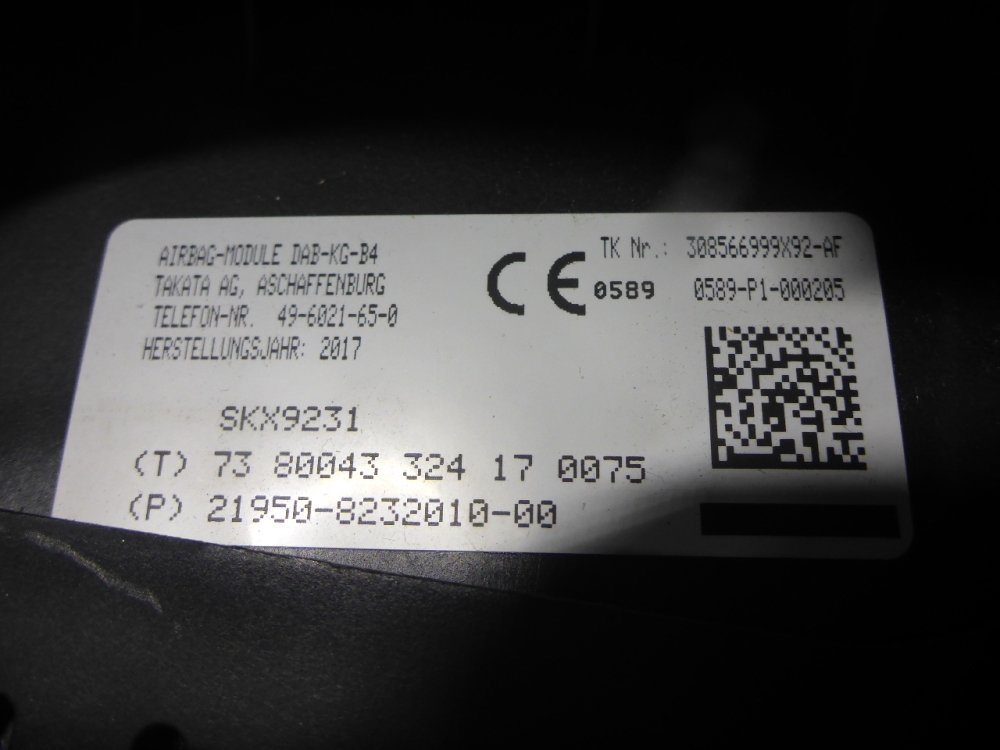 AIRBAG-MODULE DAB-KG-B4
TAKATA AG, ASCHAFFENBURG
TELEFON-NR. 49-6021-65-0
HERSTELLUNGSJAHR: 2017
CE 0589
TK Nr.: 308566999X92-AF
0589-P1-000205
SKX9231
(T) 73 80043 324 17 0075
(P) 21950-8232010-00